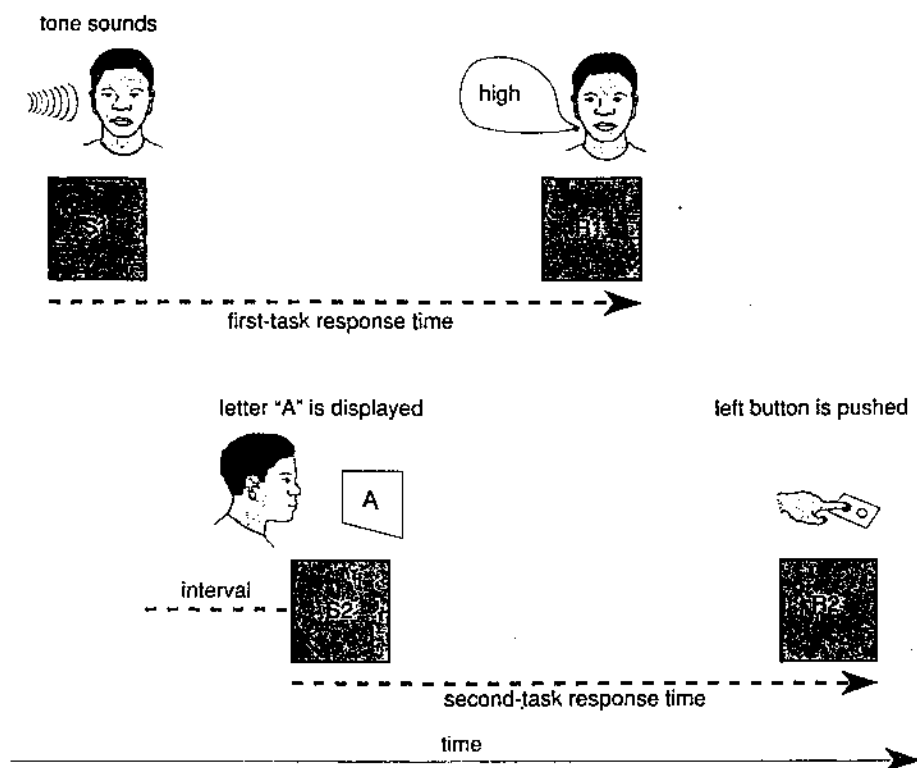 tone sounds
high
S1
R1
first-task response time
letter "A" is displayed
left button is pushed
A
interval
S2
R2
second-task response time
time